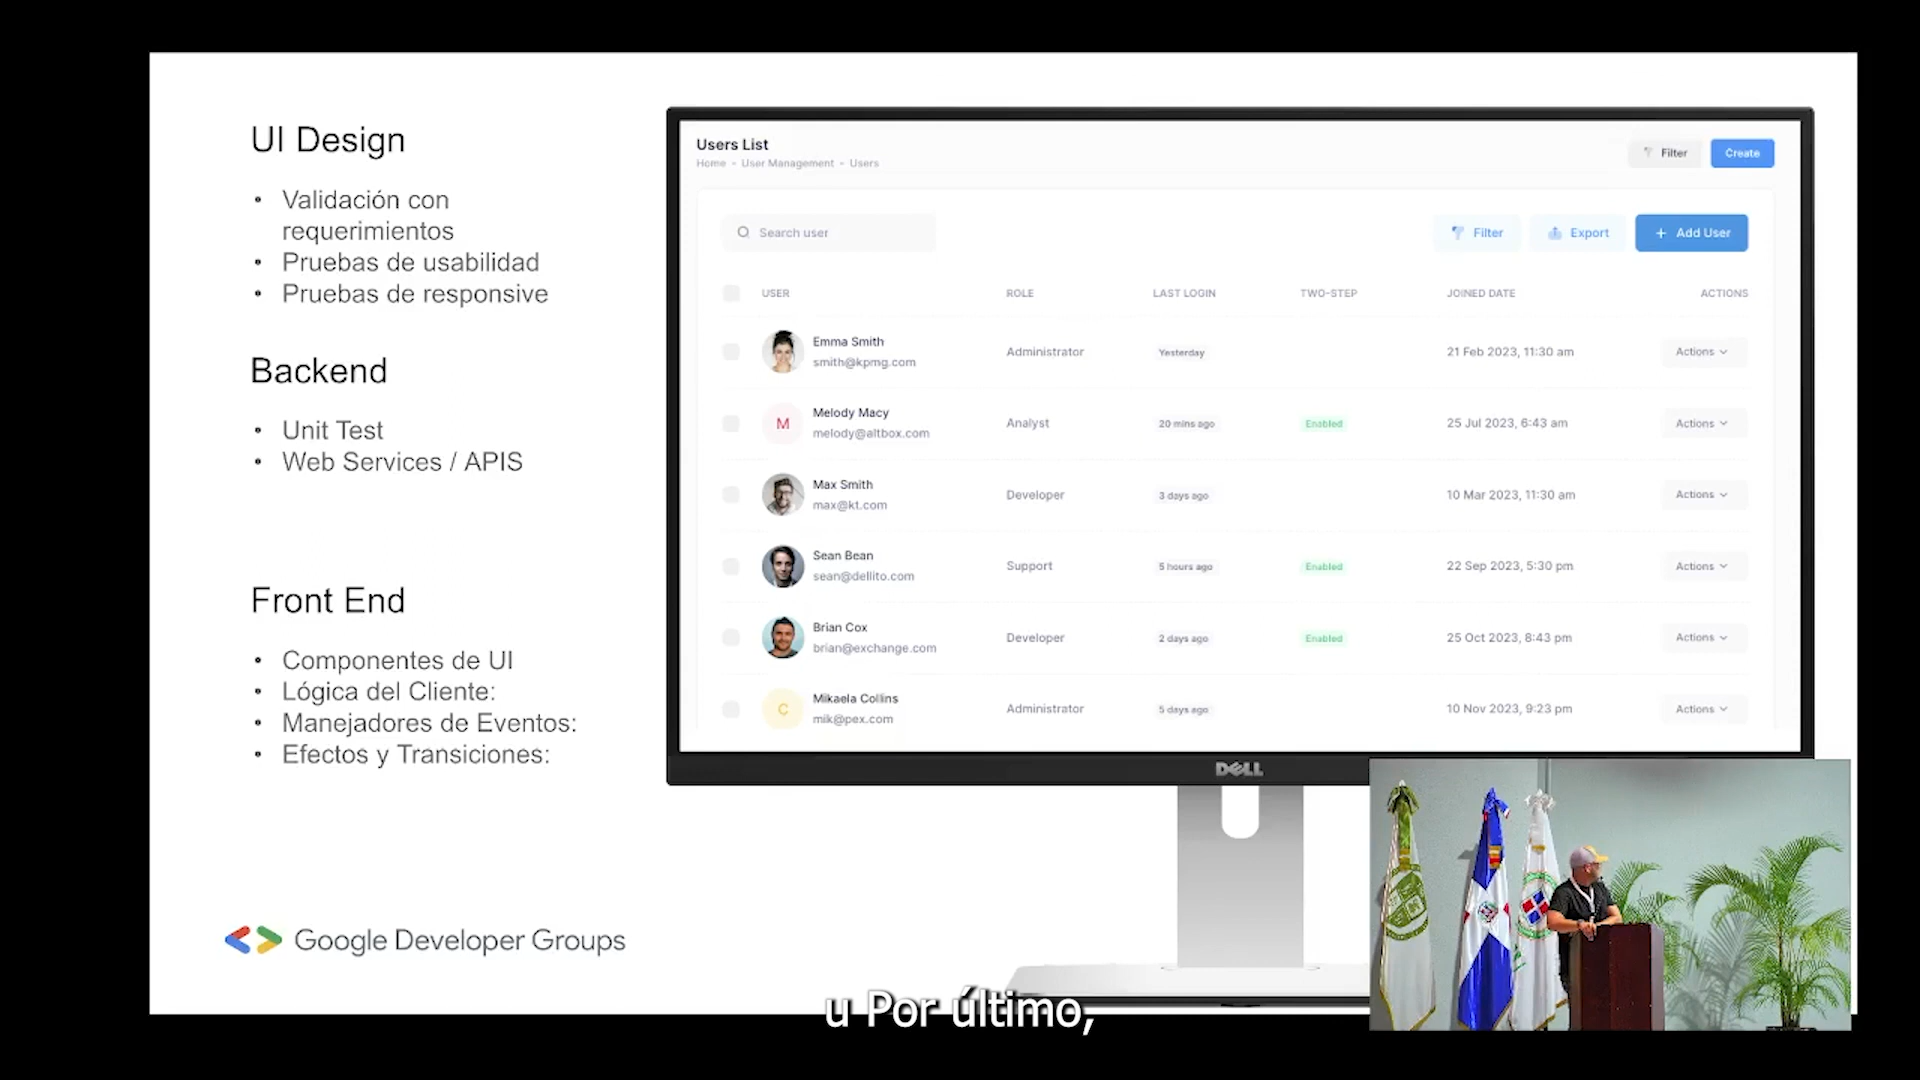 UI Design
• Validación con
requerimientos
• Pruebas de usabilidad
• Pruebas de responsive
Backend
• Unit Test
• Web Services / APIS
Front End
• Componentes de UI
• Lógica del Cliente:
• Manejadores de Eventos:
• Efectos y Transiciones:
Google Developer Groups
Users List
Home - User Management - Users
Filter
Create
Search user
Filter
Export
+ Add User
USER ROLE LAST LOGIN TWO-STEP JOINED DATE ACTIONS
Emma Smith
smith@kpmg.com
Administrator Yesterday 21 Feb 2023, 11:30 am Actions
M
Melody Macy
melody@altbox.com
Analyst 20 mins ago Enabled 25 Jul 2023, 6:43 am Actions
Max Smith
max@kt.com
Developer 3 days ago 10 Mar 2023, 11:30 am Actions
Sean Bean
sean@dellito.com
Support 5 hours ago Enabled 22 Sep 2023, 5:30 pm Actions
Brian Cox
brian@exchange.com
Developer 2 days ago Enabled 25 Oct 2023, 8:43 pm Actions
C
Mikaela Collins
mik@pex.com
Administrator 5 days ago 10 Nov 2023, 9:23 pm Actions
DELL
u Por último,